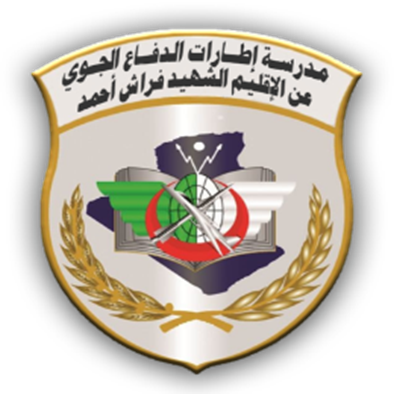 مدرسة إطارات الدفاع الجوي
عن الإقليم الشهيد فراش أحمد